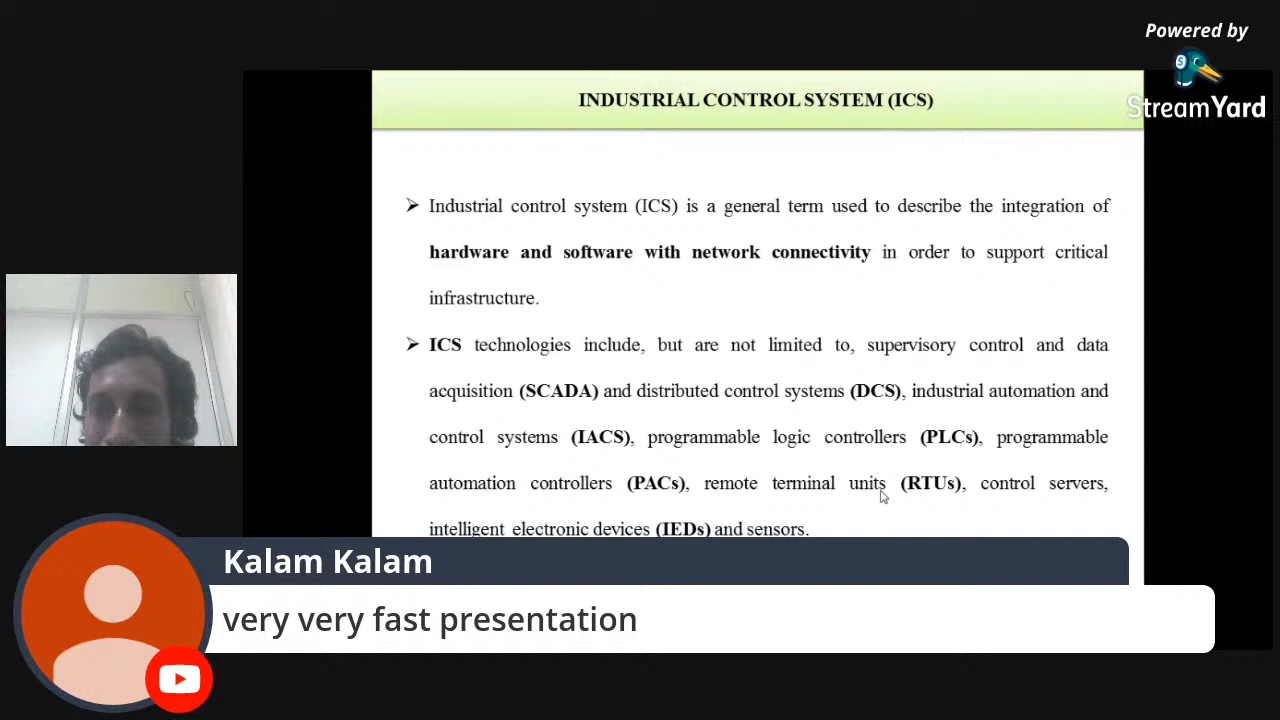 Powered by
StreamYard
INDUSTRIAL CONTROL SYSTEM (ICS)
➢ Industrial control system (ICS) is a general term used to describe the integration of
hardware and software with network connectivity in order to support critical
infrastructure.
➢ ICS technologies include, but are not limited to, supervisory control and data
acquisition (SCADA) and distributed control systems (DCS), industrial automation and
control systems (IACS), programmable logic controllers (PLCs), programmable
automation controllers (PACs), remote terminal units (RTUs), control servers,
intelligent electronic devices (IEDs) and sensors.
Kalam Kalam
very very fast presentation